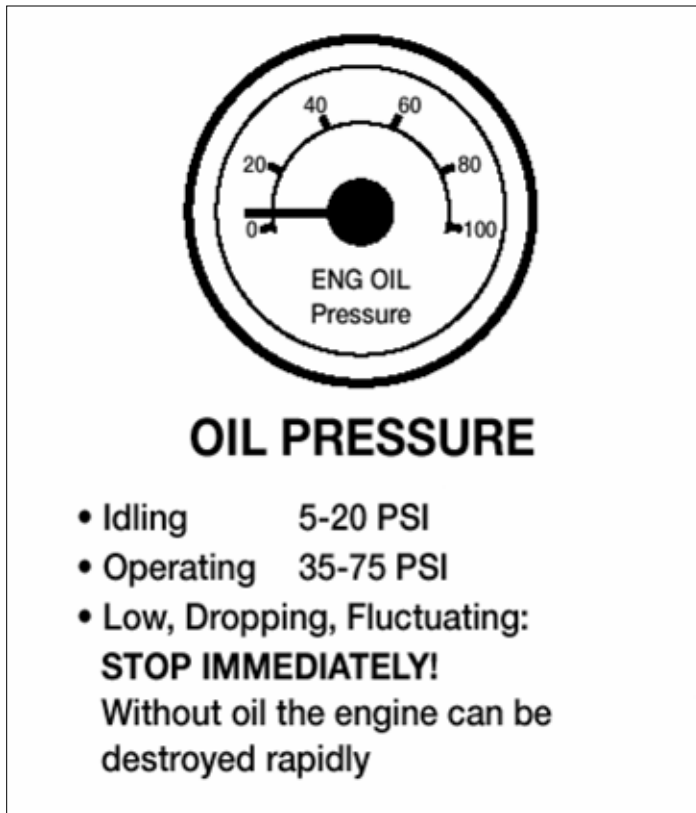 40 60
20 80
0 100
ENG OIL
Pressure
OIL PRESSURE
• Idling 5-20 PSI
• Operating 35-75 PSI
• Low, Dropping, Fluctuating:
STOP IMMEDIATELY!
Without oil the engine can be
destroyed rapidly